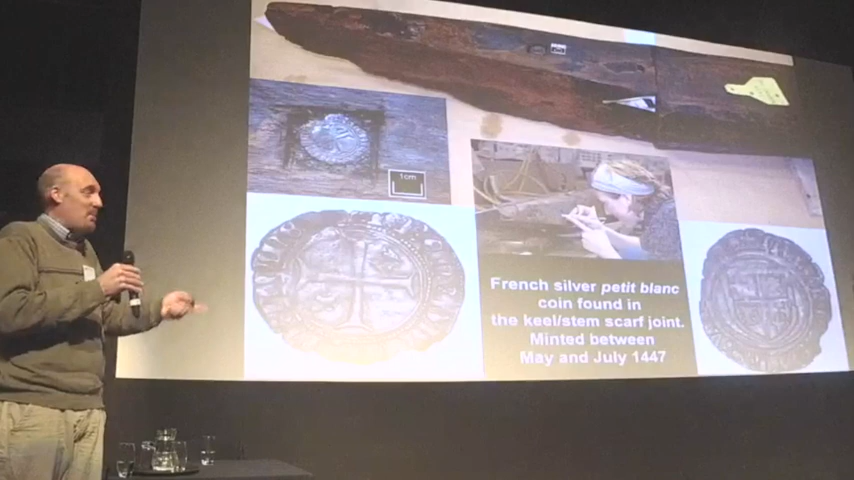 1cm
French silver petit blanc
coin found in
the keel/stem scarf joint.
Minted between
May and July 1447